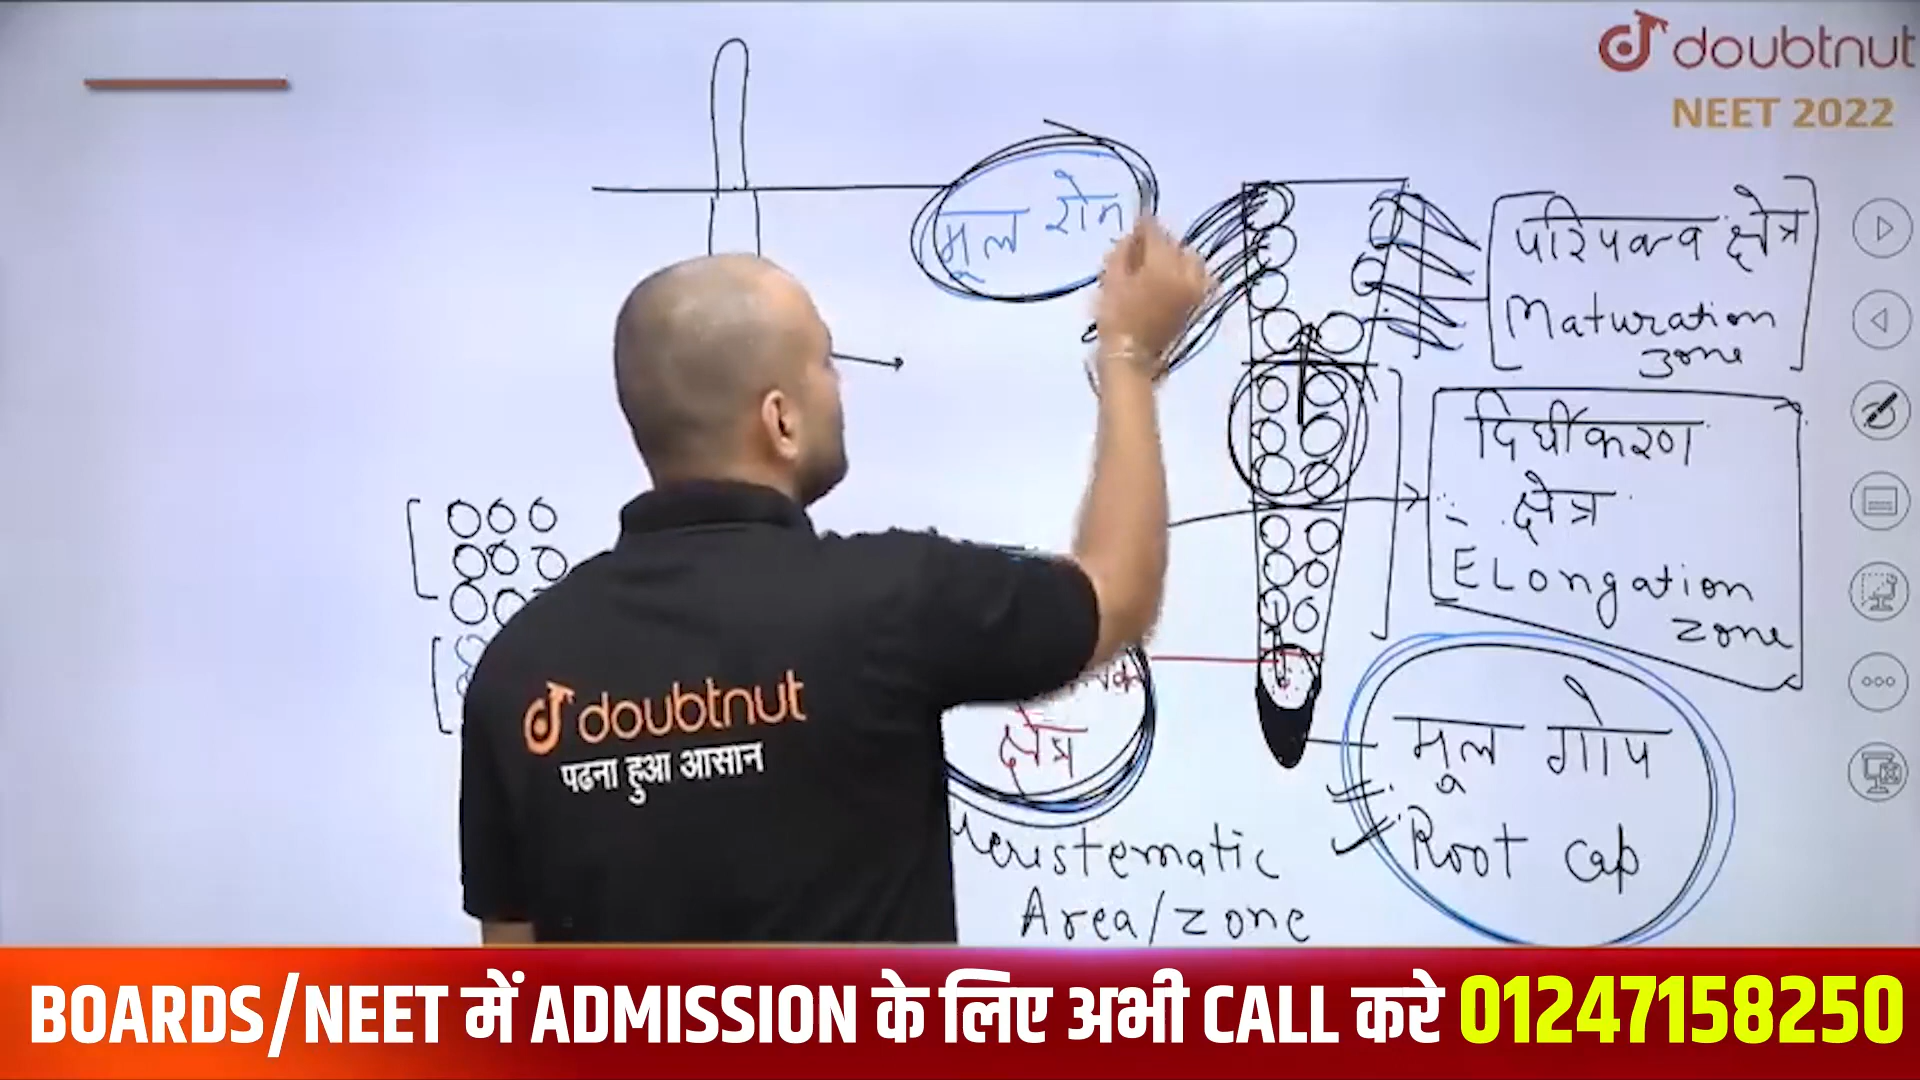 doubtnut
NEET 2022
मूल रोम
परिपक्व क्षेत्र
Maturation
zone
दिर्घीकरण
क्षेत्र
ELongation
zone
क्षेत्र
मूल गोप
Root cap
Meristematic
Area/zone
doubtnut
पढना हुआ आसान
BOARDS/NEET में ADMISSION के लिए अभी CALL करे 01247158250